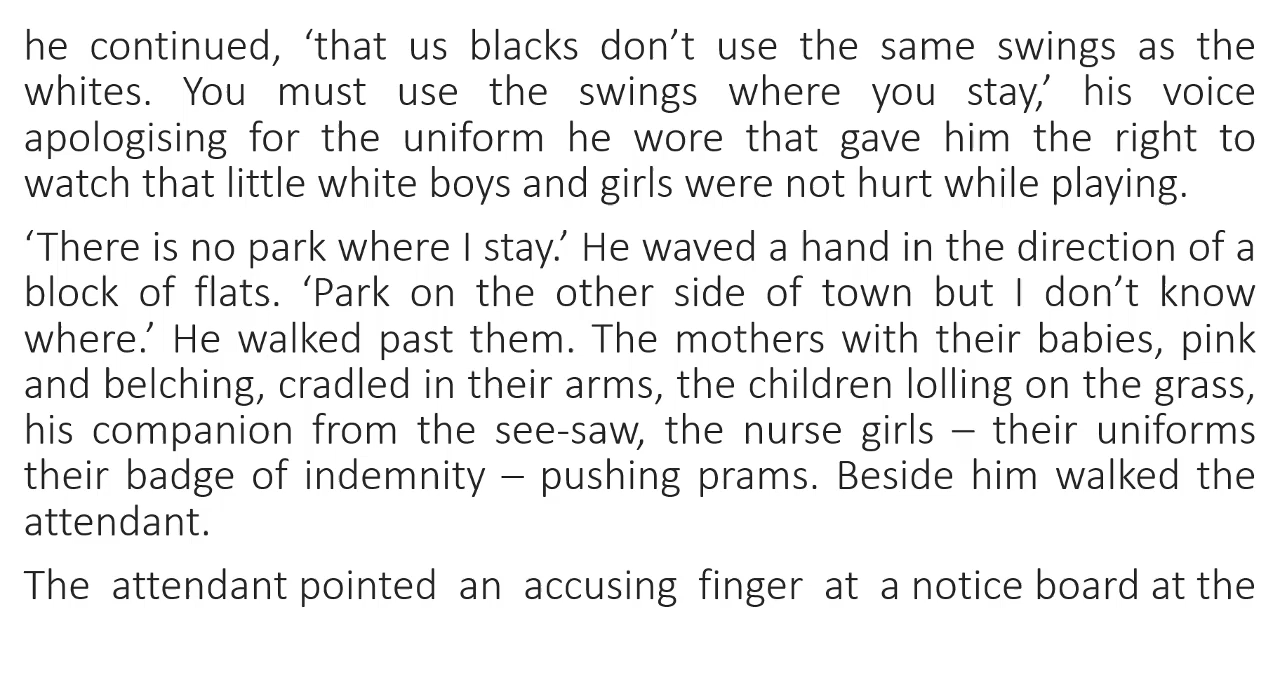 he continued, ‘that us blacks don’t use the same swings as the
whites. You must use the swings where you stay,’ his voice
apologising for the uniform he wore that gave him the right to
watch that little white boys and girls were not hurt while playing.
‘There is no park where I stay.’ He waved a hand in the direction of a
block of flats. ‘Park on the other side of town but I don’t know
where.’ He walked past them. The mothers with their babies, pink
and belching, cradled in their arms, the children lolling on the grass,
his companion from the see-saw, the nurse girls – their uniforms
their badge of indemnity – pushing prams. Beside him walked the
attendant.
The attendant pointed an accusing finger at a notice board at the